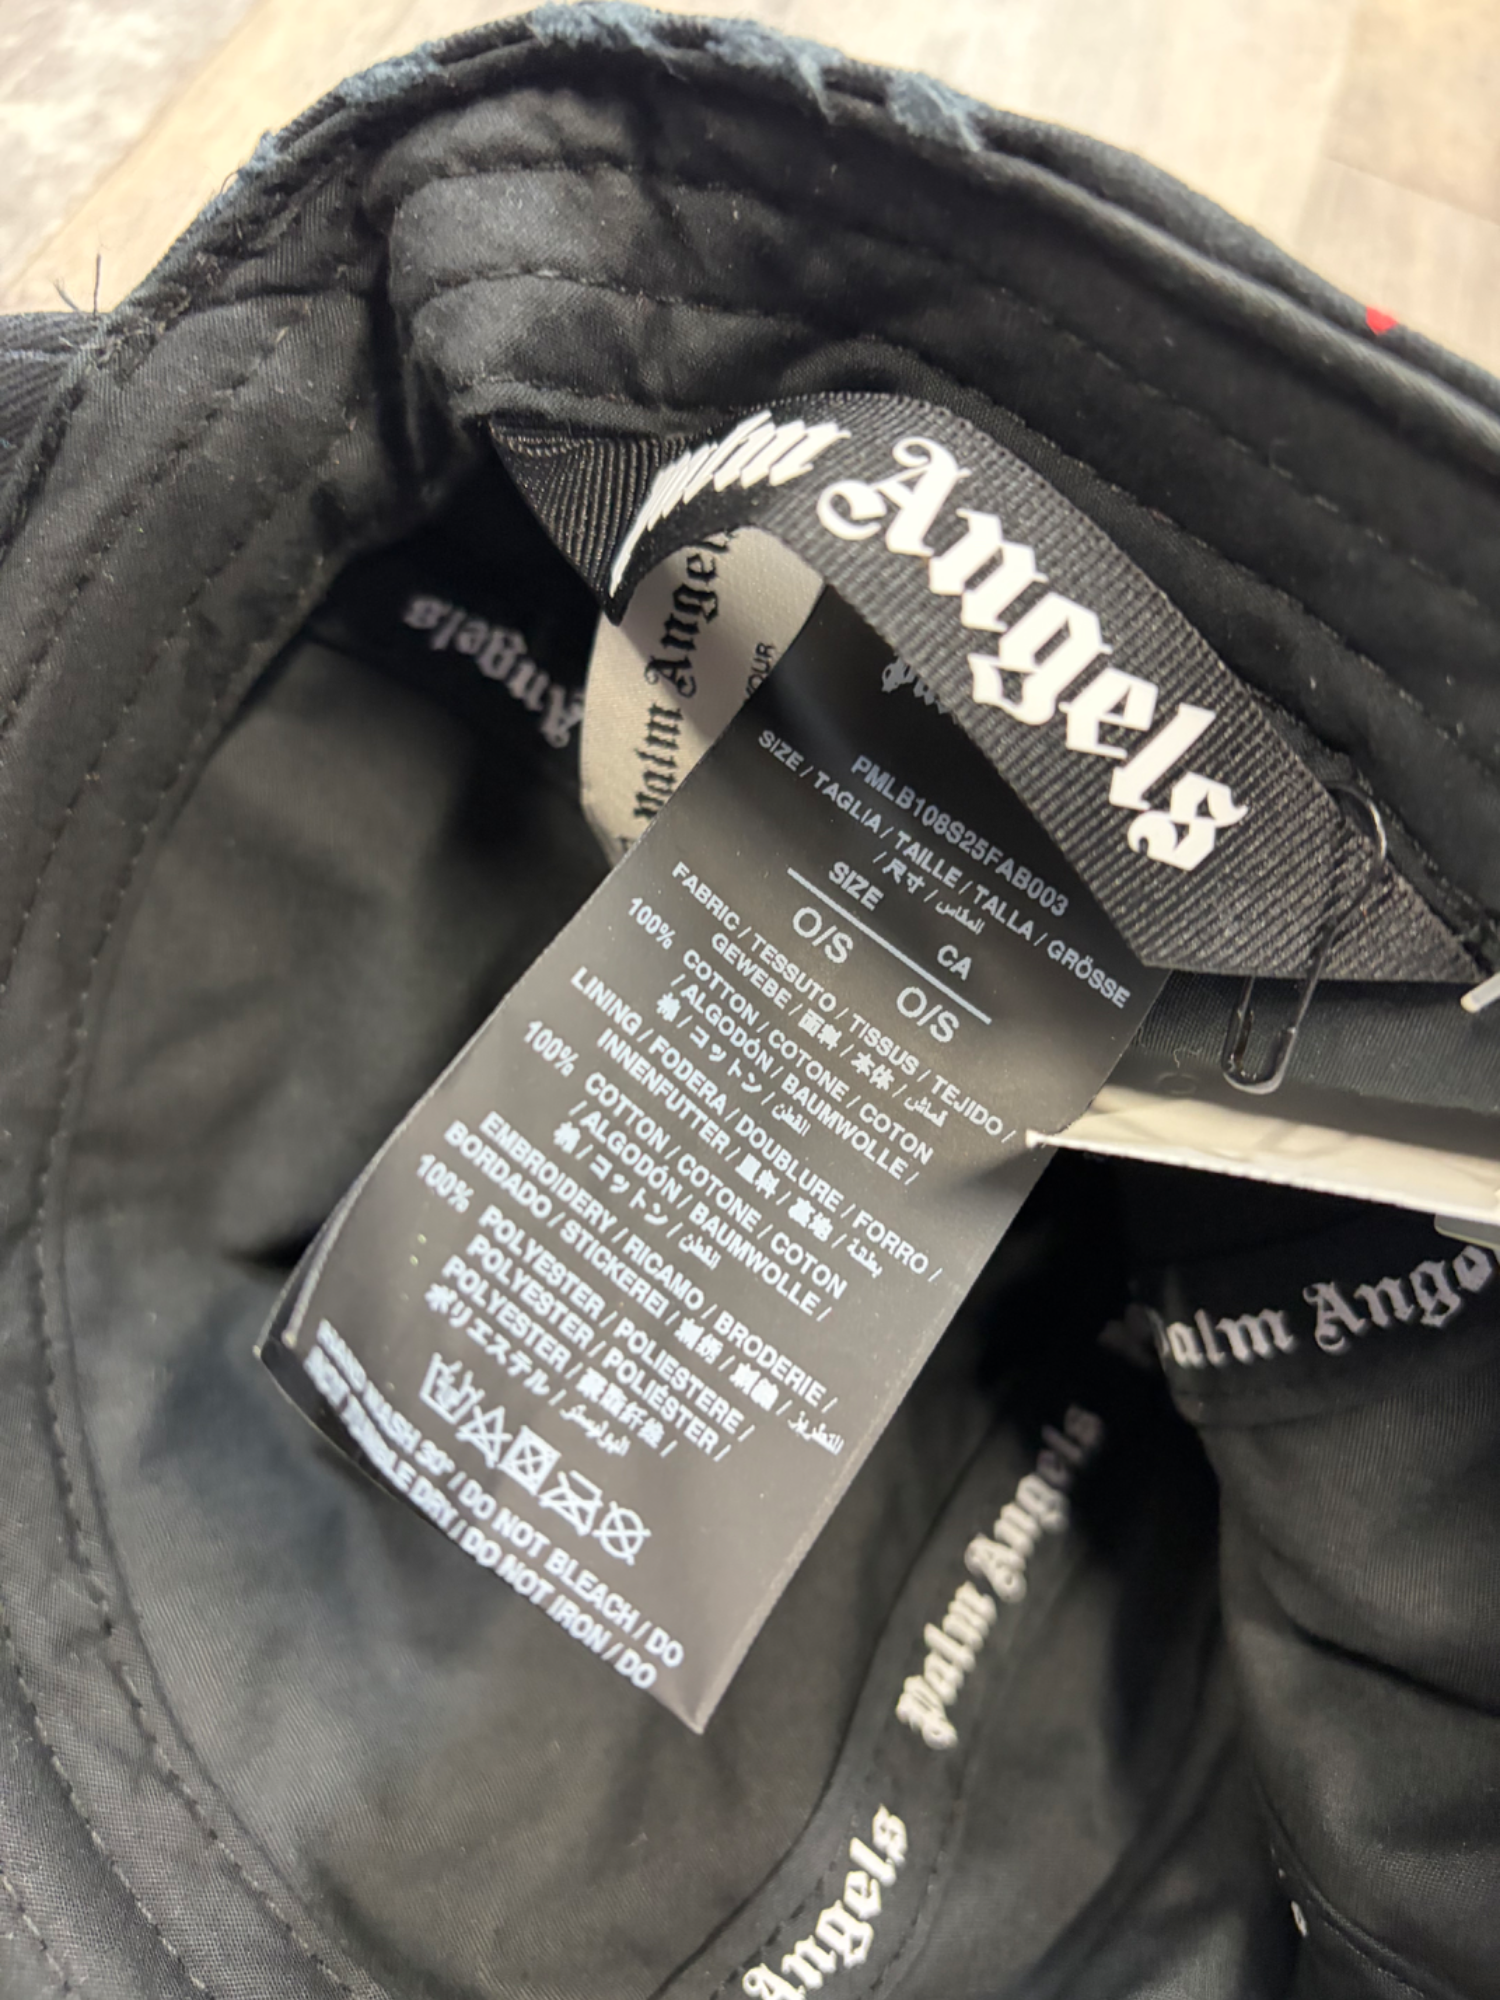 Angels
Palm Angels
YOUR
Angels
PMLB108S25FAB003
SIZE / TAGLIA / TAILLE / TALLA / GRÖSSE
/ 尺寸 / المقاس
SIZE CA
O/S O/S
FABRIC / TESSUTO / TISSUS / TEJIDO /
GEWEBE / 面料 / 本体 / قماش
100% COTTON / COTONE / COTON
/ ALGODÓN / BAUMWOLLE /
棉 / コットン / القطن
LINING / FODERA / DOUBLURE / FORRO /
INNENFUTTER / 里料 / 裏地 / بطانة
100% COTTON / COTONE / COTON
/ ALGODÓN / BAUMWOLLE /
棉 / コットン / القطن
EMBROIDERY / RICAMO / BRODERIE /
BORDADO / STICKEREI / 刺绣 / 刺繍 / التطريز
100% POLYESTER / POLIESTERE /
POLYESTER / POLIÉSTER /
POLYESTER / 聚酯纤维 /
ポリエステル / البوليستر
HAND WASH 30° / DO NOT BLEACH / DO
NOT TUMBLE DRY / DO NOT IRON / DO
Palm Ange
Palm Angels
Angels